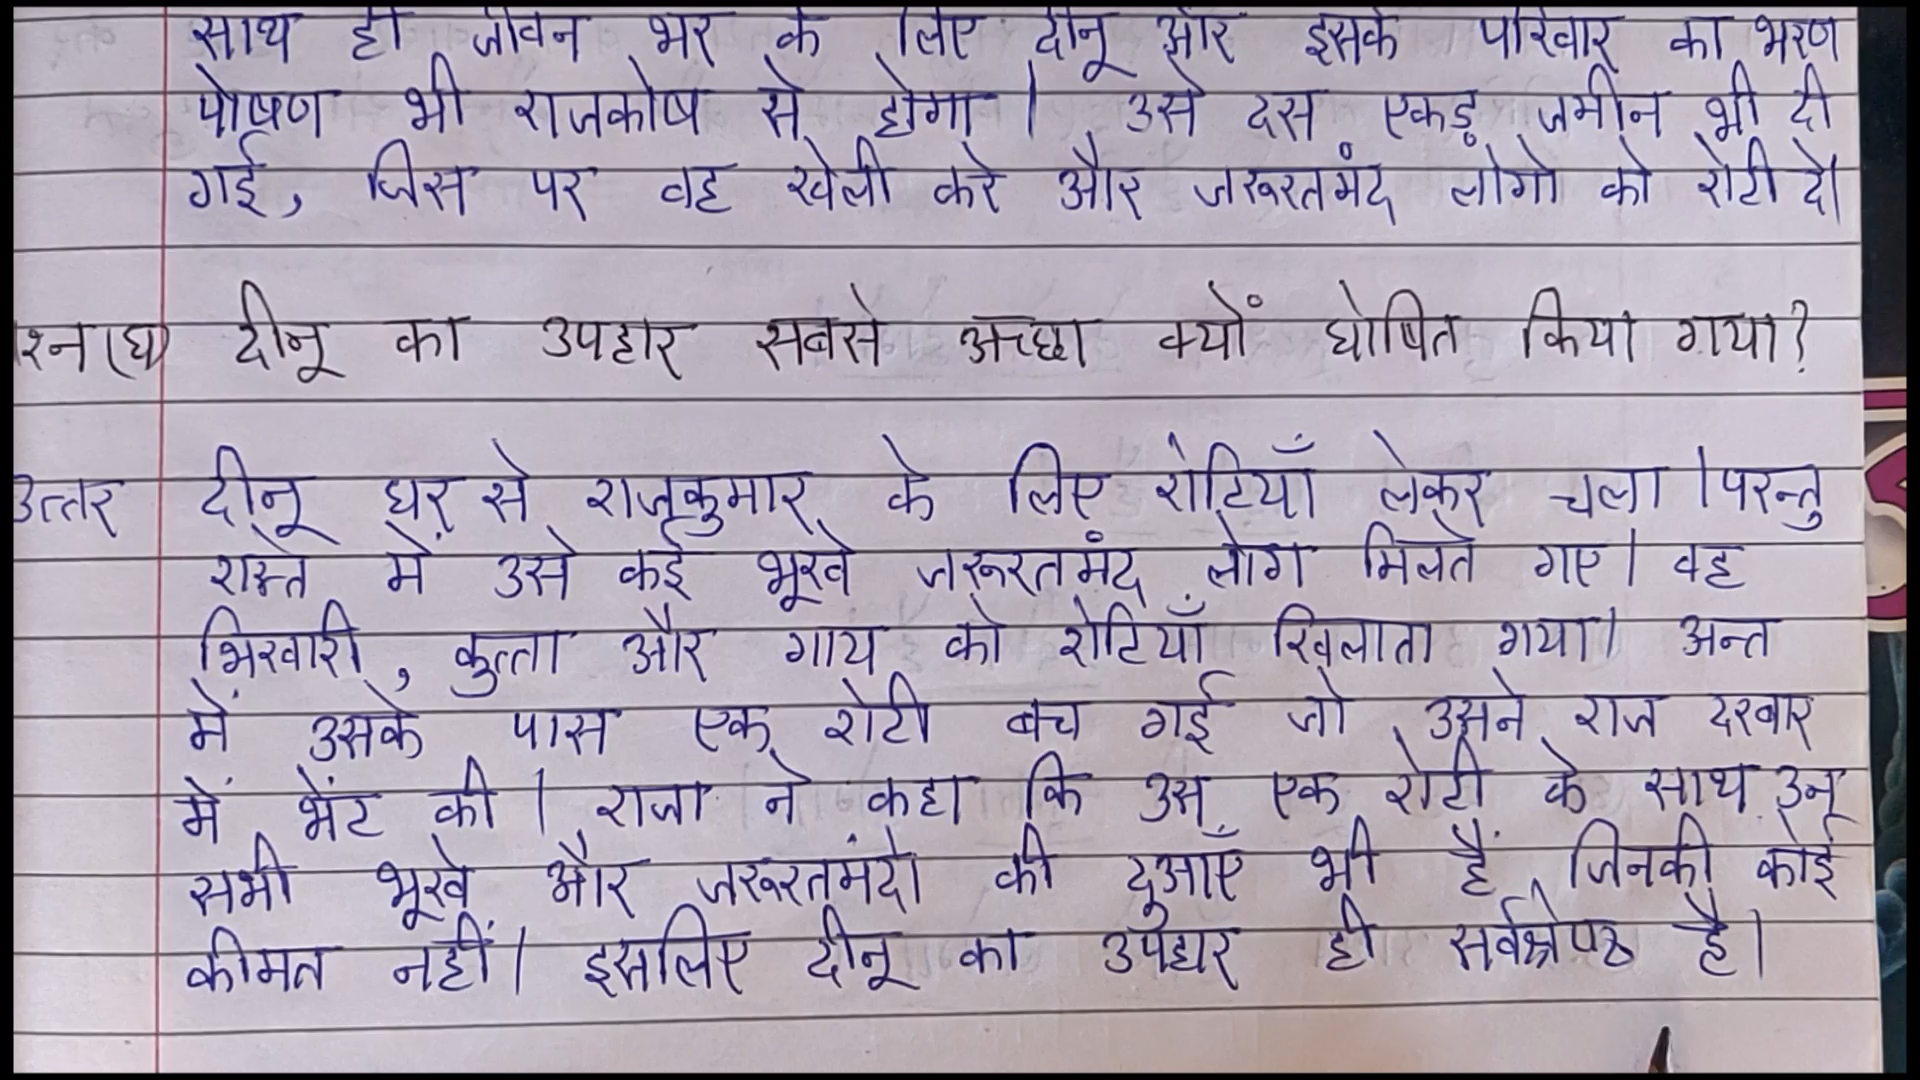 साथ ही जीवन भर के लिए दीनू और इसके परिवार का भरण
पोषण भी राजकोष से होगा। उसे दस एकड़ जमीन भी दी
गई, जिस पर वह खेती करे और जरूरतमंद लोगो को रोटी दे।
श्न(घ) दीनू का उपहार सबसे अच्छा क्यों घोषित किया गया?
उत्तर दीनू घर से राजकुमार के लिए रोटियाँ लेकर चला। परन्तु
रास्ते में उसे कई भूखे जरूरतमंद लोग मिलते गए। वह
भिखारी, कुत्ता और गाय को रोटियाँ खिलाता गया। अन्त
में उसके पास एक रोटी बच गई जो उसने राज दरबार
में भेंट की। राजा ने कहा कि उस एक रोटी के साथ उन
सभी भूखे और जरूरतमंदो की दुआएँ भी हैं, जिनकी कोई
कीमत नहीं। इसलिए दीनू का उपहार ही सर्वश्रेष्ठ है।